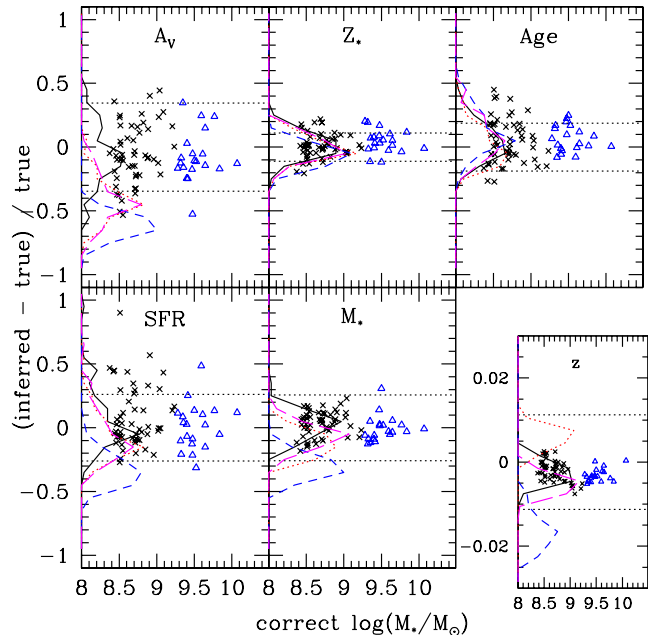 A_V Z_* Age
1
0.5
0
−0.5
−1
SFR M_* z
1
0.5
0
−0.5
−1
0.02
0
−0.02
8 8.5 9 9.5 10
8 8.5 9 9.5 10
8 8.5 9 9.5 10
(inferred − true) / true
correct log(M_*/M_⊙)